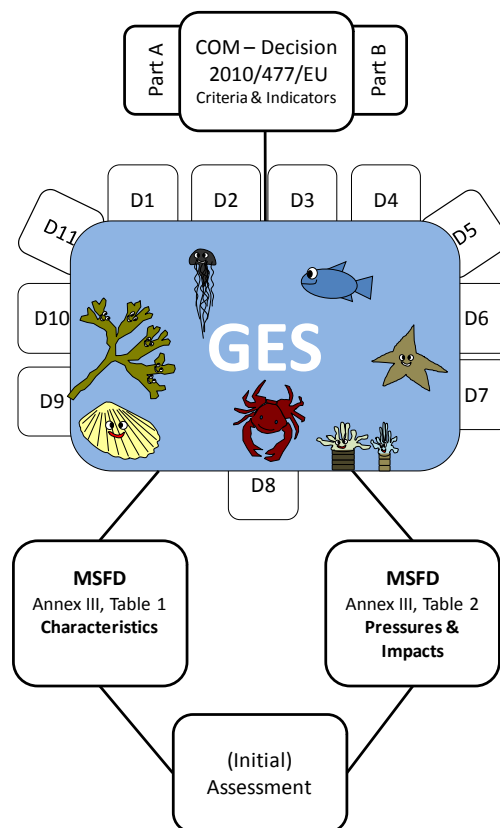 Part A
COM – Decision
2010/477/EU
Criteria & Indicators
Part B
D1
D2
D3
D4
D11
D5
D10
D6
GES
D9
D7
D8
MSFD
Annex III, Table 1
Characteristics
MSFD
Annex III, Table 2
Pressures &
Impacts
(Initial)
Assessment